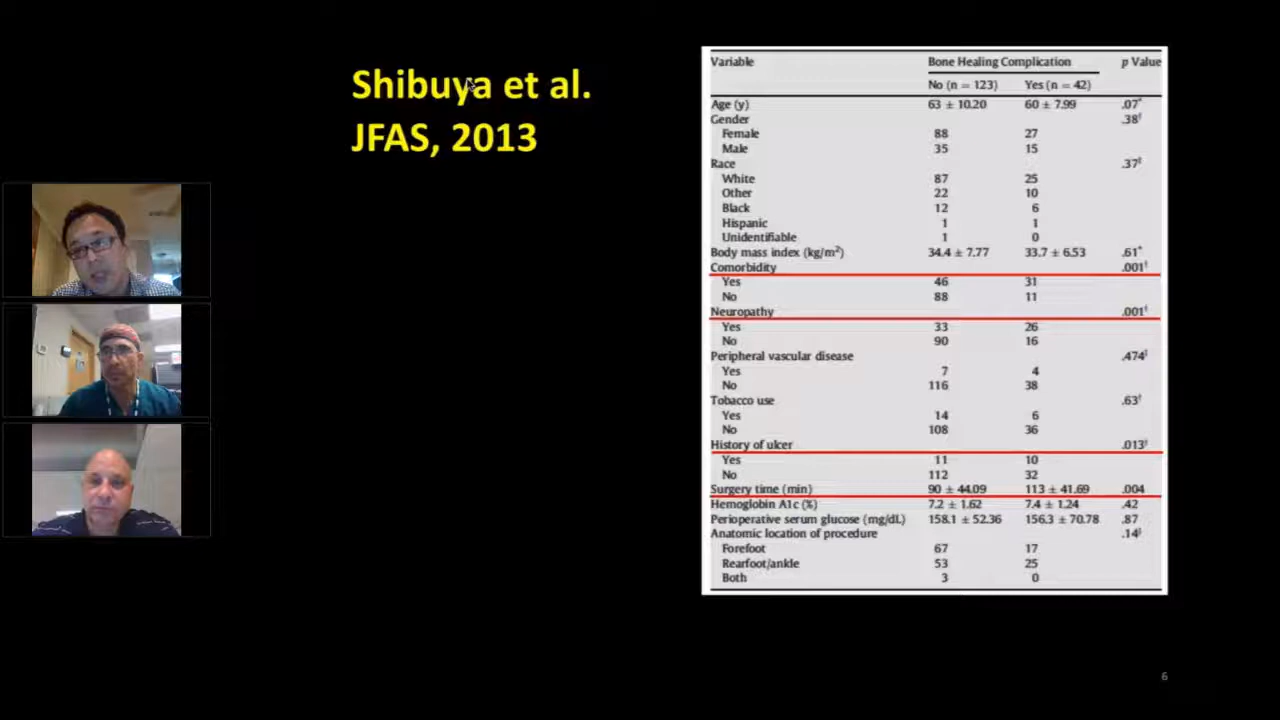 Shibuya et al.
JFAS, 2013
Variable Bone Healing Complication p Value
No (n = 123) Yes (n = 42)
Age (y) 63 ± 10.20 60 ± 7.99 .07*
Gender .38†
Female 88 27
Male 35 15
Race .37‡
White 87 25
Other 22 10
Black 12 6
Hispanic 1 1
Unidentifiable 1 0
Body mass index (kg/m²) 34.4 ± 7.77 33.7 ± 6.53 .61*
Comorbidity .001†
Yes 46 31
No 88 11
Neuropathy .001†
Yes 33 26
No 90 16
Peripheral vascular disease .474‡
Yes 7 4
No 116 38
Tobacco use .63†
Yes 14 6
No 108 36
History of ulcer .013‡
Yes 11 10
No 112 32
Surgery time (min) 90 ± 44.09 113 ± 41.69 .004
Hemoglobin A1c (%) 7.2 ± 1.62 7.4 ± 1.24 .42
Perioperative serum glucose (mg/dL) 158.1 ± 52.36 156.3 ± 70.78 .87
Anatomic location of procedure .14‡
Forefoot 67 17
Rearfoot/ankle 53 25
Both 3 0
6